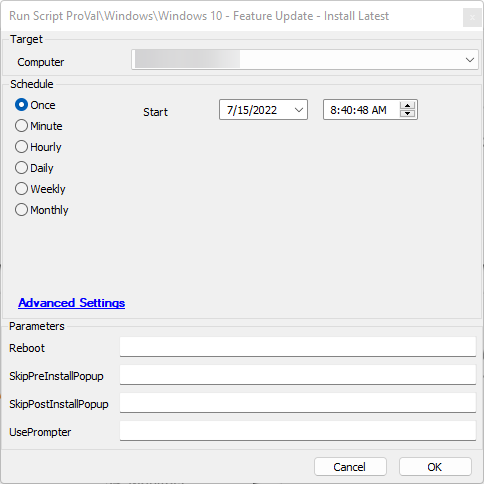 Run Script ProVal\Windows\Windows 10 - Feature Update - Install Latest
Target
Computer
Schedule
Once Start 7/15/2022 8:40:48 AM
Minute
Hourly
Daily
Weekly
Monthly
Advanced Settings
Parameters
Reboot
SkipPreInstallPopup
SkipPostInstallPopup
UsePrompter
Cancel OK